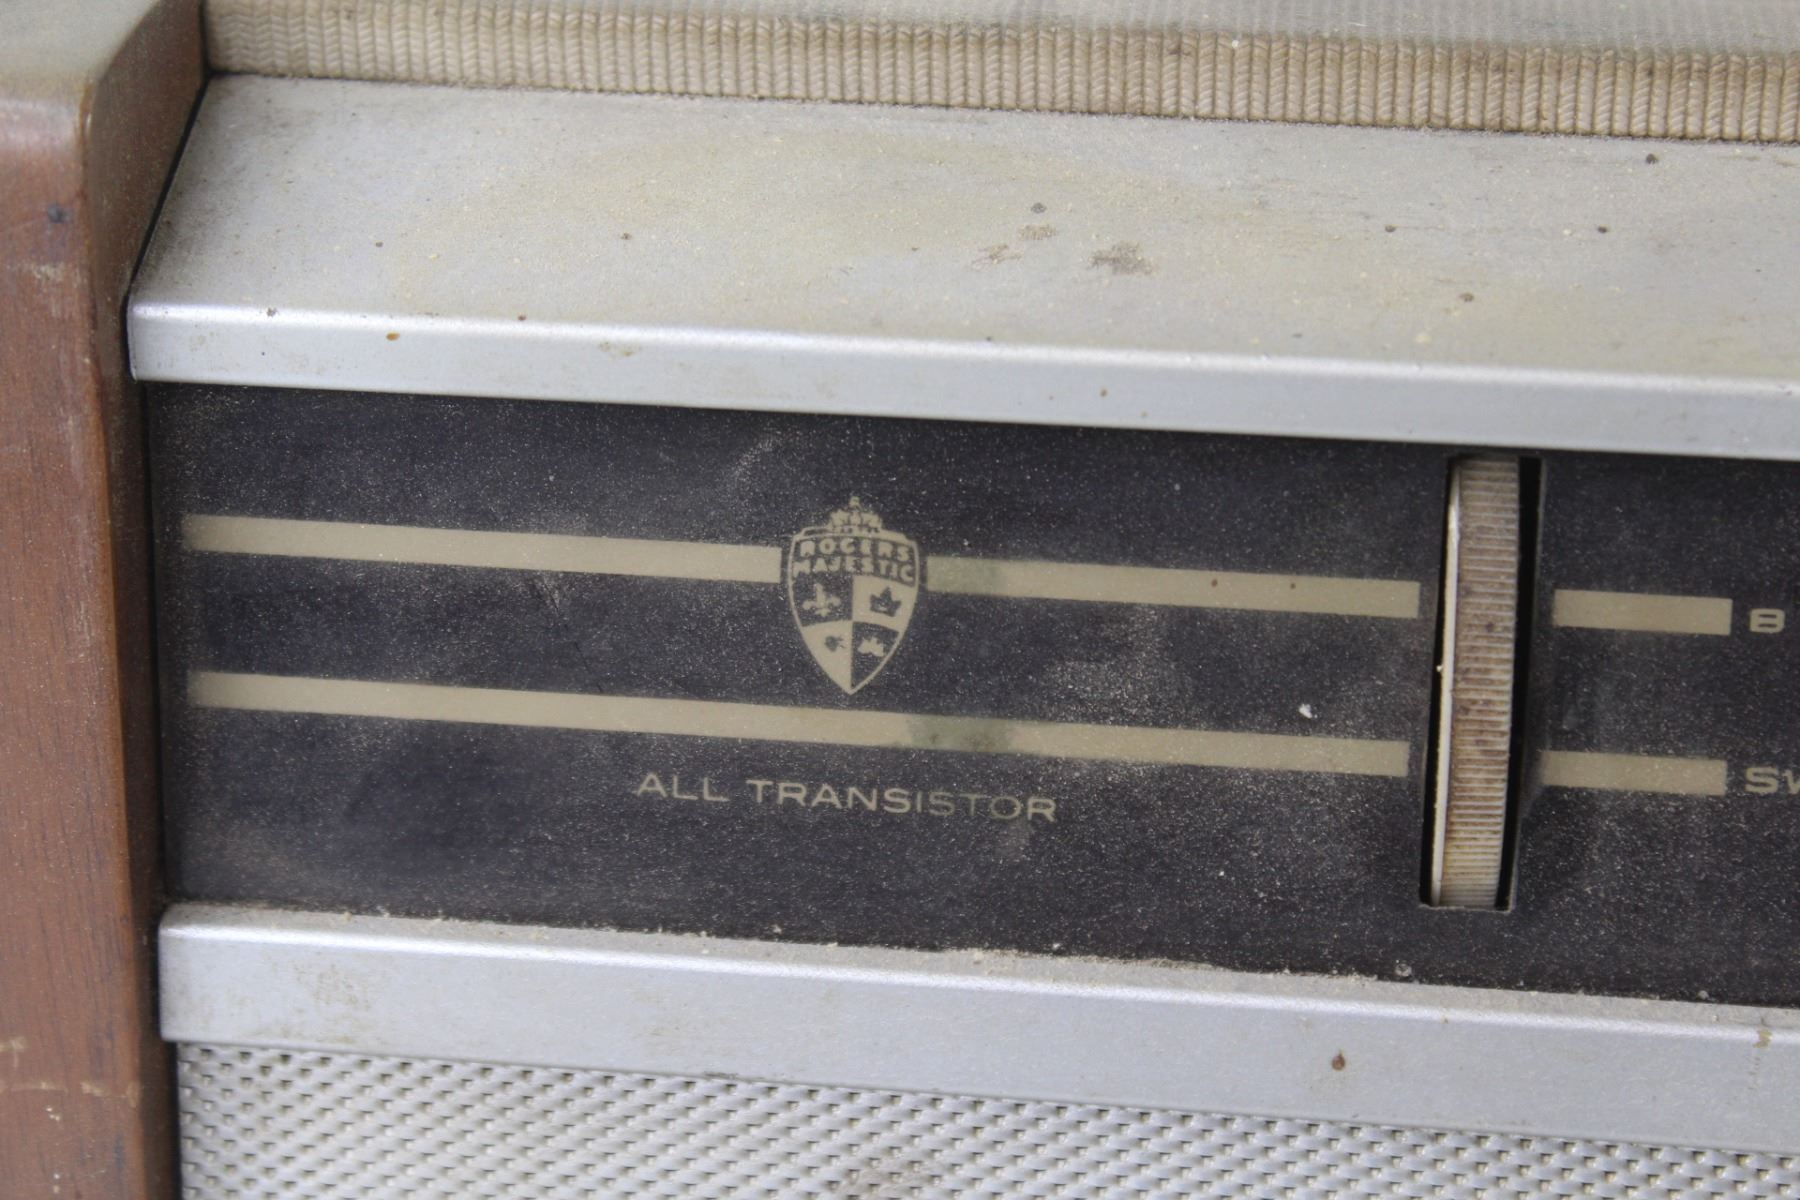 ROGERS
MAJESTIC
B
SW
ALL TRANSISTOR